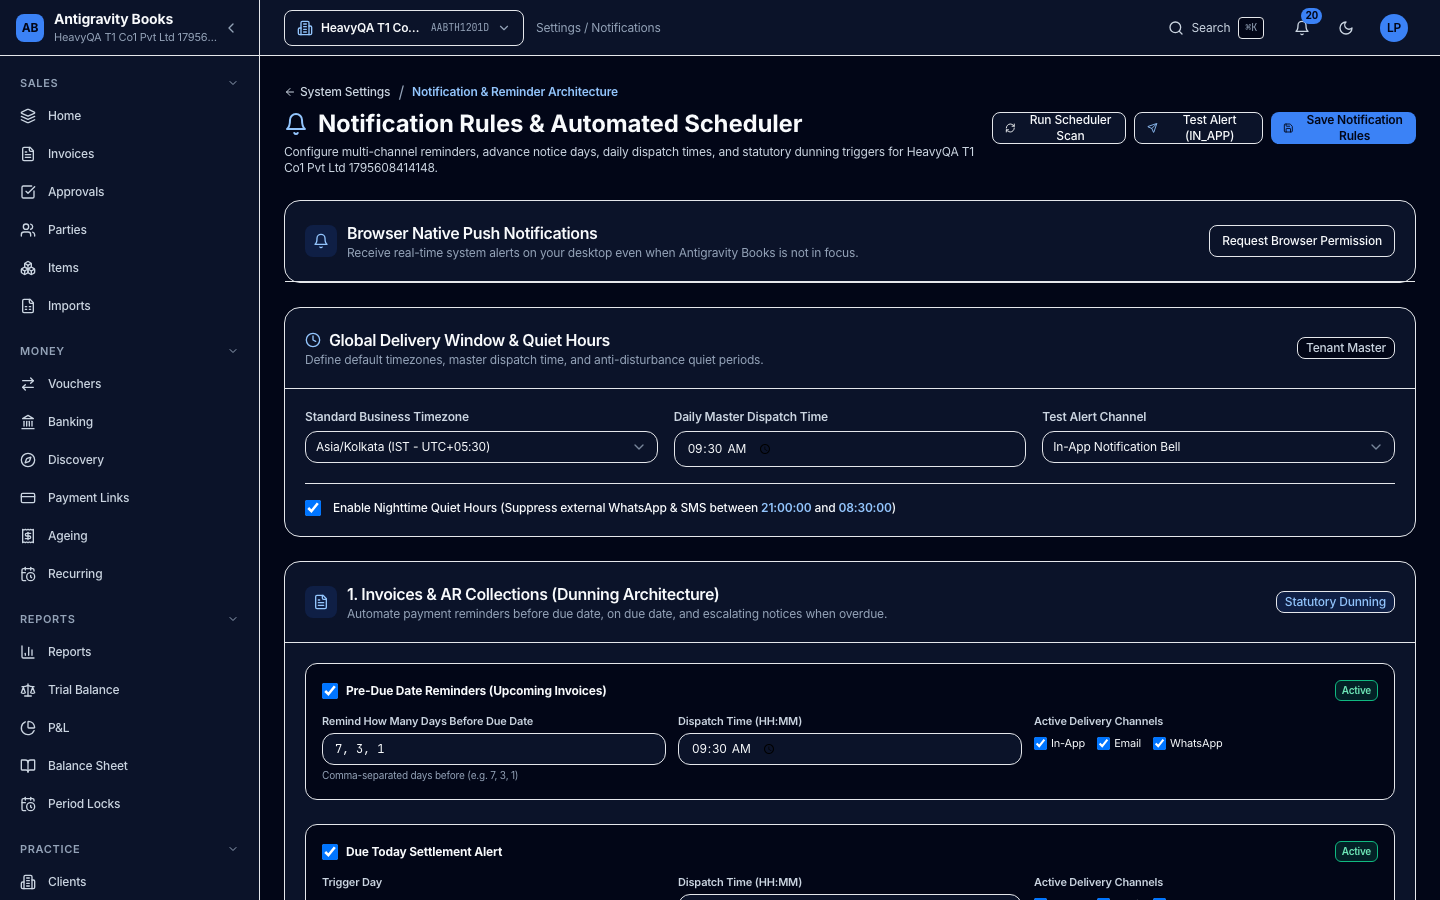 AB
Antigravity Books
HeavyQA T1 Co1 Pvt Ltd 17956...
SALES
Home
Invoices
Approvals
Parties
Items
Imports
MONEY
Vouchers
Banking
Discovery
Payment Links
Ageing
Recurring
REPORTS
Reports
Trial Balance
P&L
Balance Sheet
Period Locks
PRACTICE
Clients
HeavyQA T1 Co... AABTH1201D
Settings / Notifications
Search ⌘K
20
LP
System Settings / Notification & Reminder Architecture
Notification Rules & Automated Scheduler
Configure multi-channel reminders, advance notice days, daily dispatch times, and statutory dunning triggers for HeavyQA T1
Co1 Pvt Ltd 1795608414148.
Run Scheduler
Scan
Test Alert
(IN_APP)
Save Notification
Rules
Browser Native Push Notifications
Receive real-time system alerts on your desktop even when Antigravity Books is not in focus.
Request Browser Permission
Global Delivery Window & Quiet Hours
Define default timezones, master dispatch time, and anti-disturbance quiet periods.
Tenant Master
Standard Business Timezone
Asia/Kolkata (IST - UTC+05:30)
Daily Master Dispatch Time
09:30 AM
Test Alert Channel
In-App Notification Bell
Enable Nighttime Quiet Hours (Suppress external WhatsApp & SMS between 21:00:00 and 08:30:00)
1. Invoices & AR Collections (Dunning Architecture)
Automate payment reminders before due date, on due date, and escalating notices when overdue.
Statutory Dunning
Pre-Due Date Reminders (Upcoming Invoices)
Active
Remind How Many Days Before Due Date
7, 3, 1
Comma-separated days before (e.g. 7, 3, 1)
Dispatch Time (HH:MM)
09:30 AM
Active Delivery Channels
In-App Email WhatsApp
Due Today Settlement Alert
Active
Trigger Day
Dispatch Time (HH:MM)
Active Delivery Channels